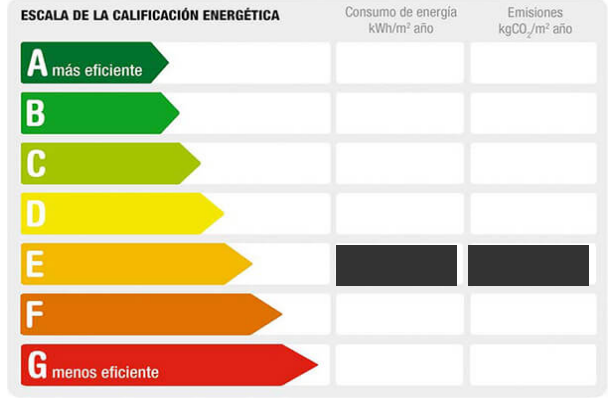 ESCALA DE LA CALIFICACIÓN ENERGÉTICA
Consumo de energía
kWh/m² año
Emisiones
kgCO₂/m² año
A más eficiente
B
C
D
E
F
G menos eficiente